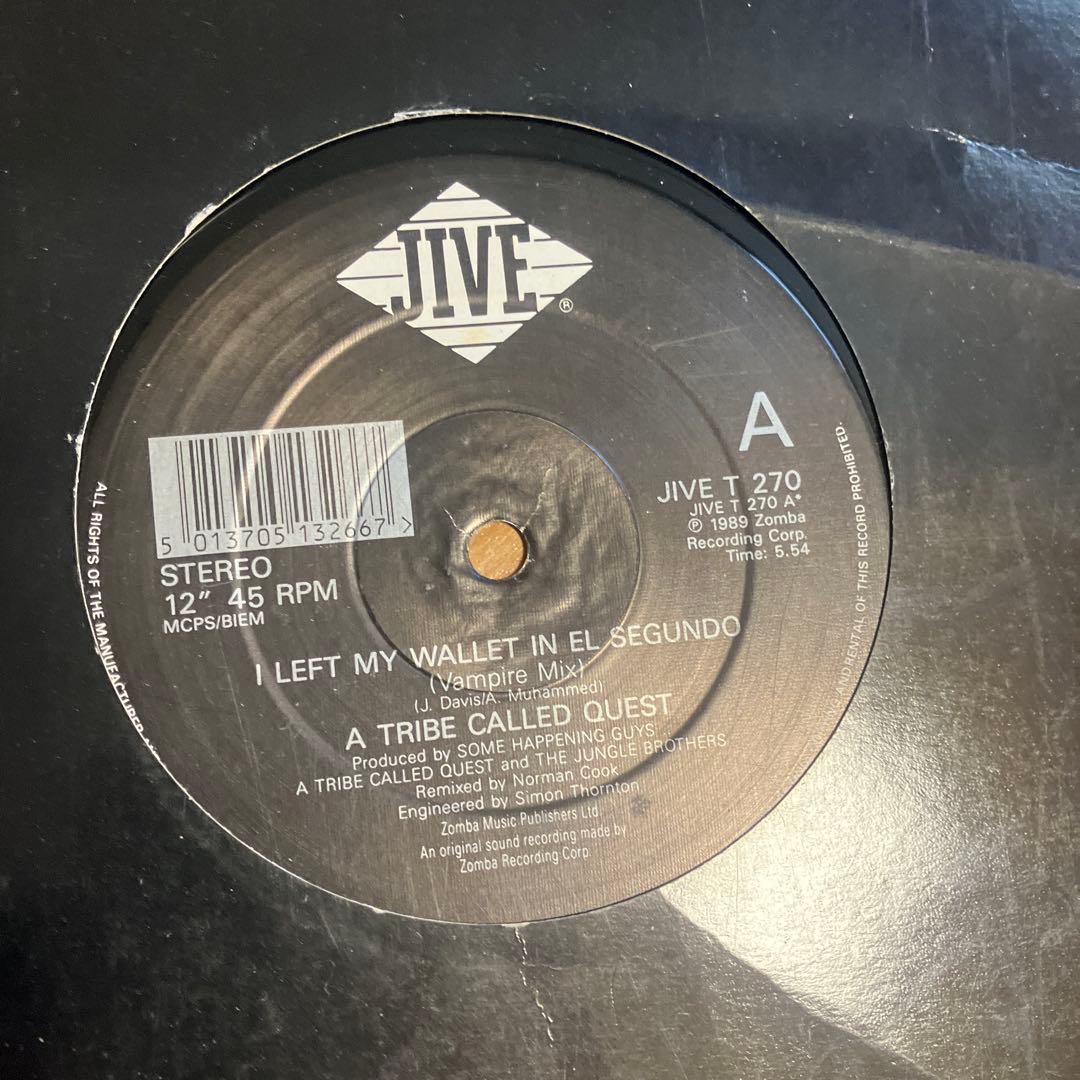 JIVE
®
A
JIVE T 270
JIVE T 270 A*
℗ 1989 Zomba
Recording Corp.
Time: 5.54
5 013705 132667 >
STEREO
12" 45 RPM
MCPS/BIEM
I LEFT MY WALLET IN EL SEGUNDO
(Vampire Mix)
(J. Davis/A. Muhammed)
A TRIBE CALLED QUEST
Produced by SOME HAPPENING GUYS
A TRIBE CALLED QUEST and THE JUNGLE BROTHERS
Remixed by Norman Cook
Engineered by Simon Thornton
Zomba Music Publishers Ltd.
An original sound recording made by
Zomba Recording Corp.
ALL RIGHTS OF THE MANUFACTURER
AND RENTAL OF THIS RECORD PROHIBITED.